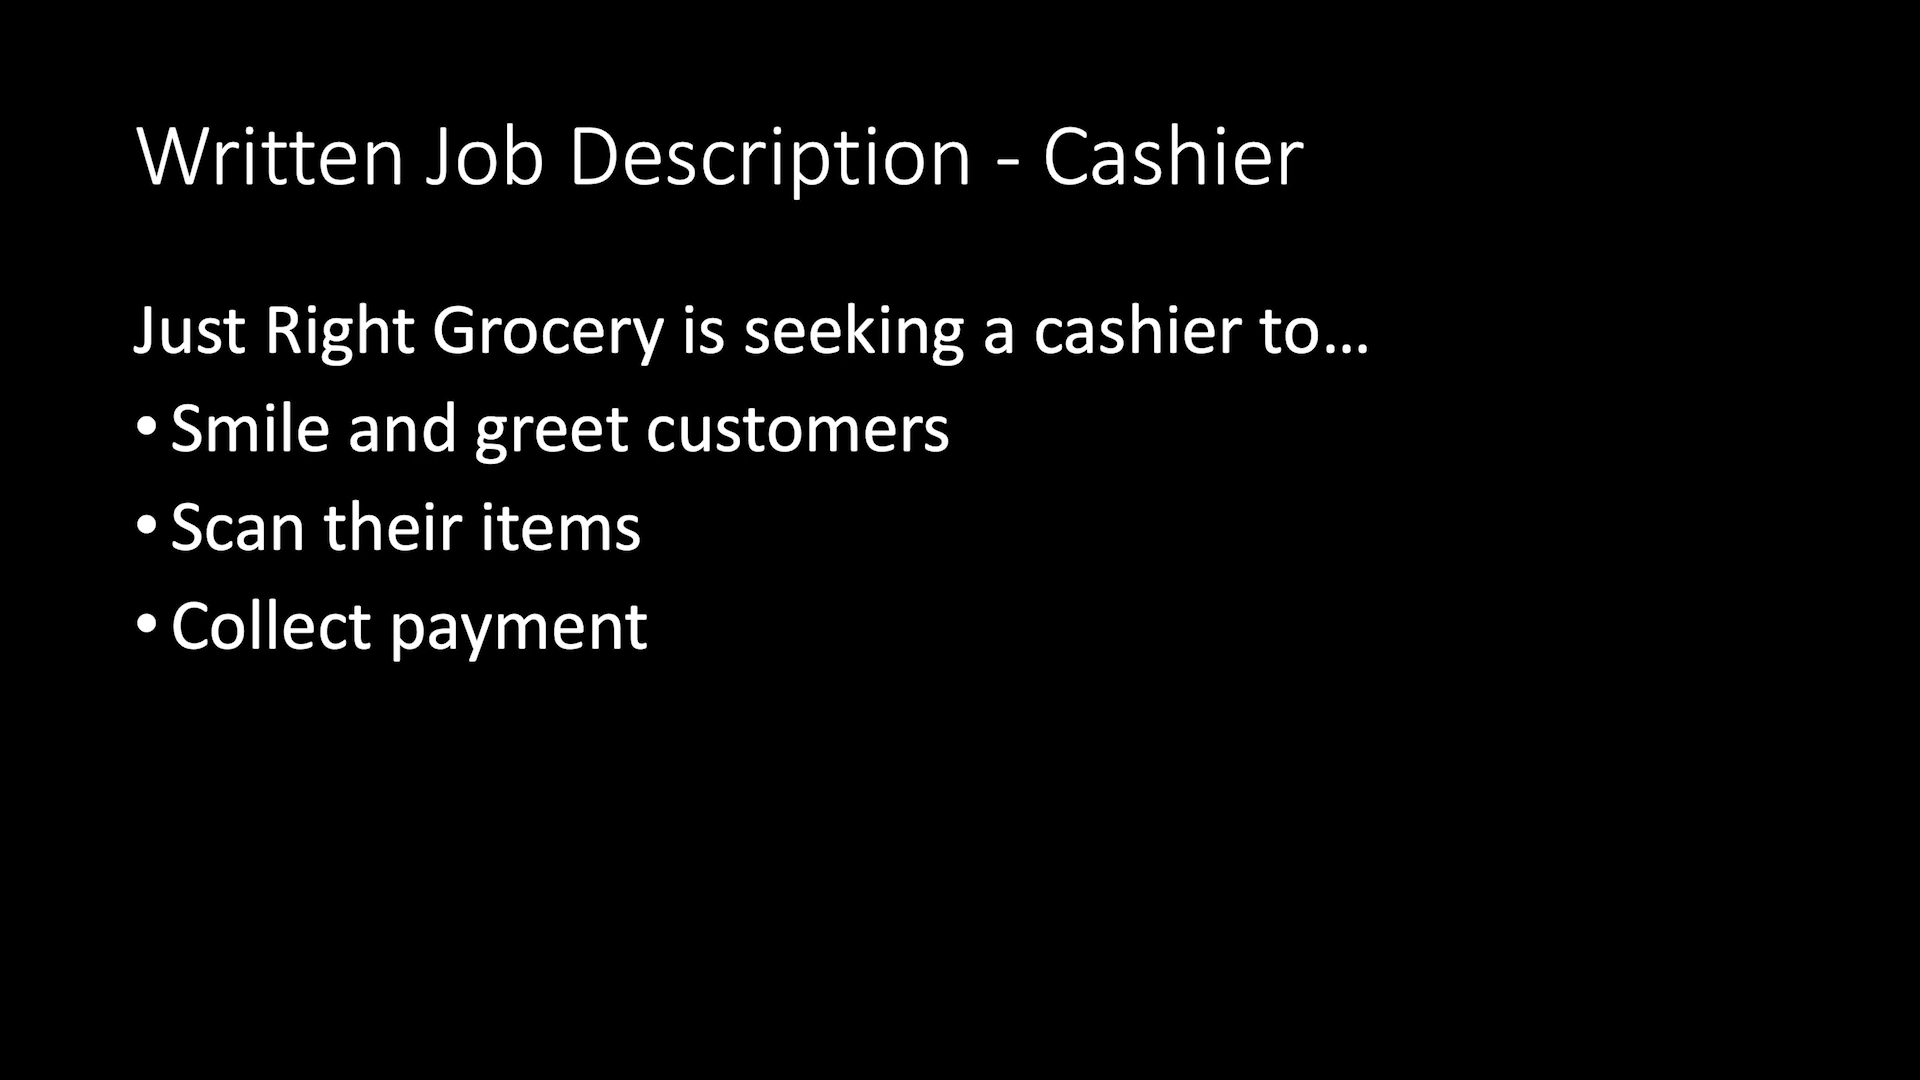 Written Job Description - Cashier
Just Right Grocery is seeking a cashier to…
• Smile and greet customers
• Scan their items
• Collect payment